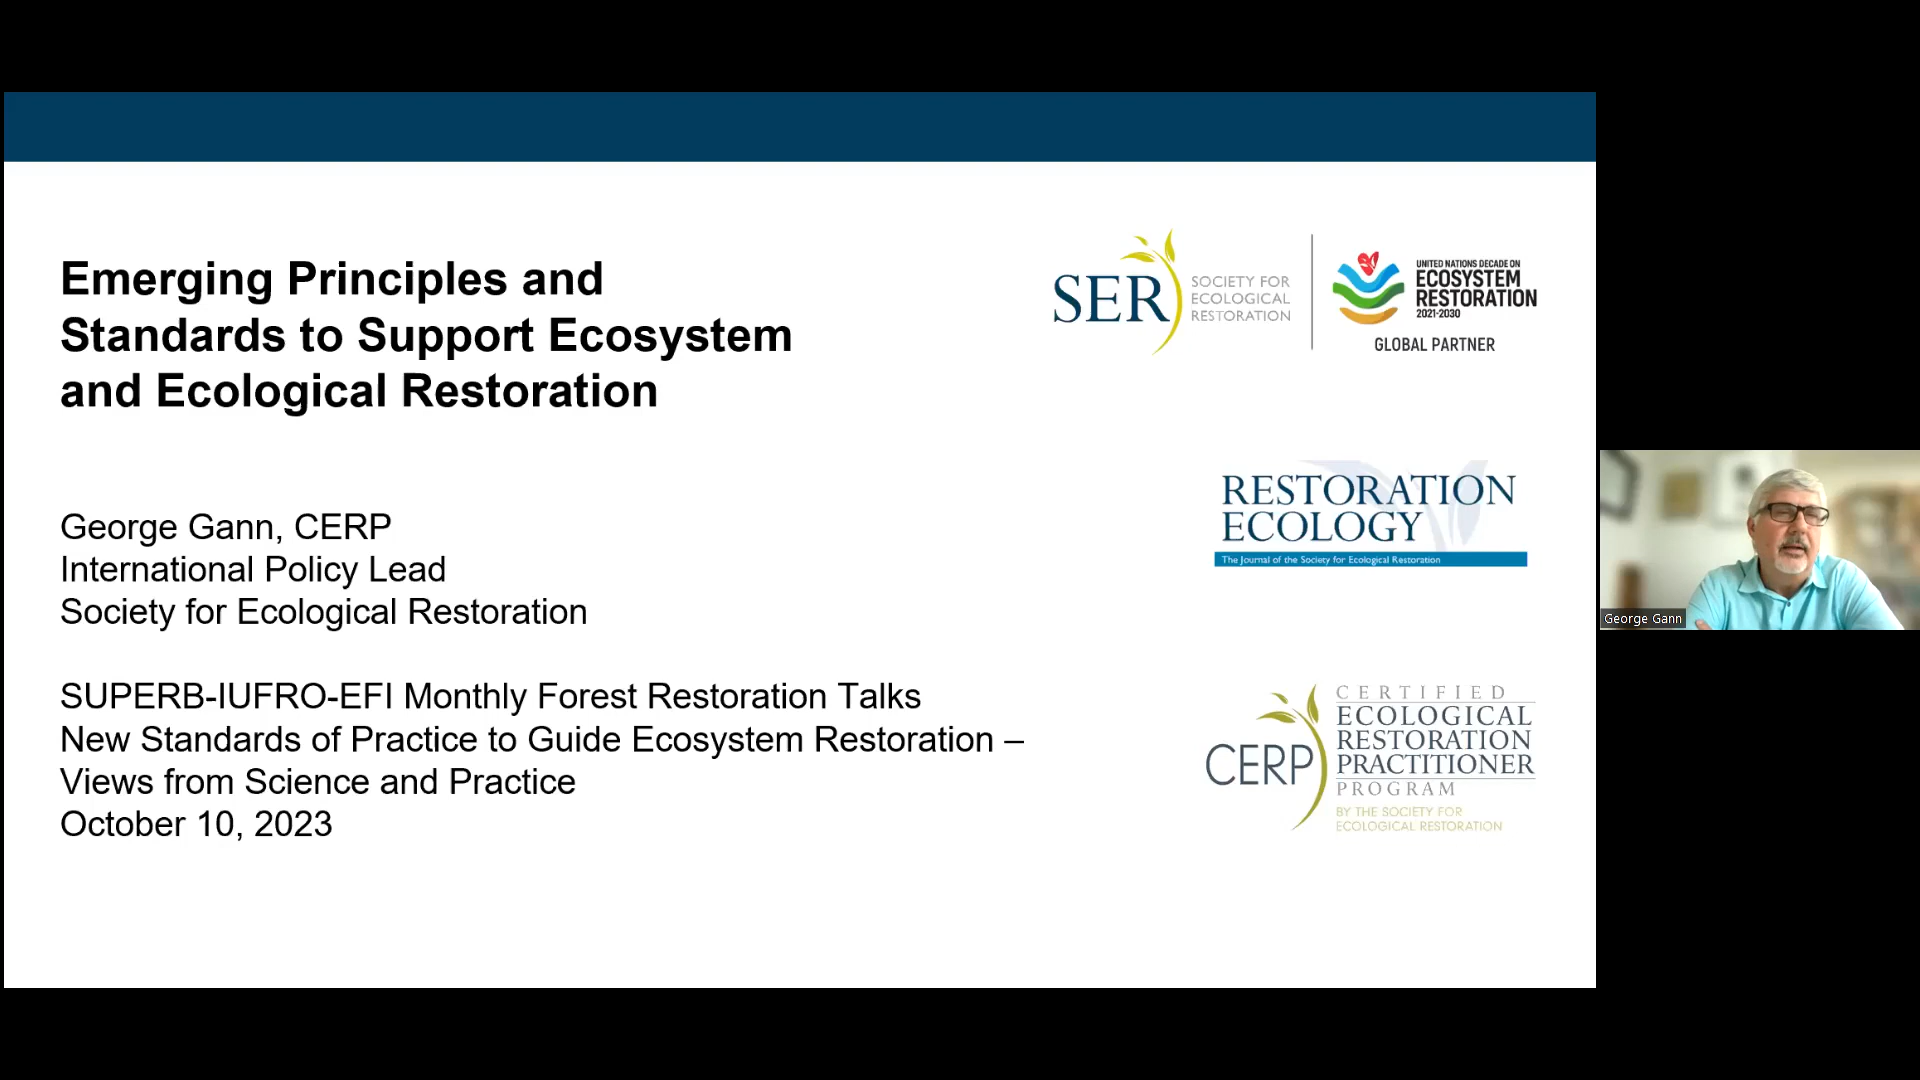 Emerging Principles and
Standards to Support Ecosystem
and Ecological Restoration
George Gann, CERP
International Policy Lead
Society for Ecological Restoration
SUPERB-IUFRO-EFI Monthly Forest Restoration Talks
New Standards of Practice to Guide Ecosystem Restoration –
Views from Science and Practice
October 10, 2023
SER
SOCIETY FOR
ECOLOGICAL
RESTORATION
UNITED NATIONS DECADE ON
ECOSYSTEM
RESTORATION
2021-2030
GLOBAL PARTNER
RESTORATION
ECOLOGY
The Journal of the Society for Ecological Restoration
CERP
CERTIFIED
ECOLOGICAL
RESTORATION
PRACTITIONER
PROGRAM
BY THE SOCIETY FOR
ECOLOGICAL RESTORATION
George Gann